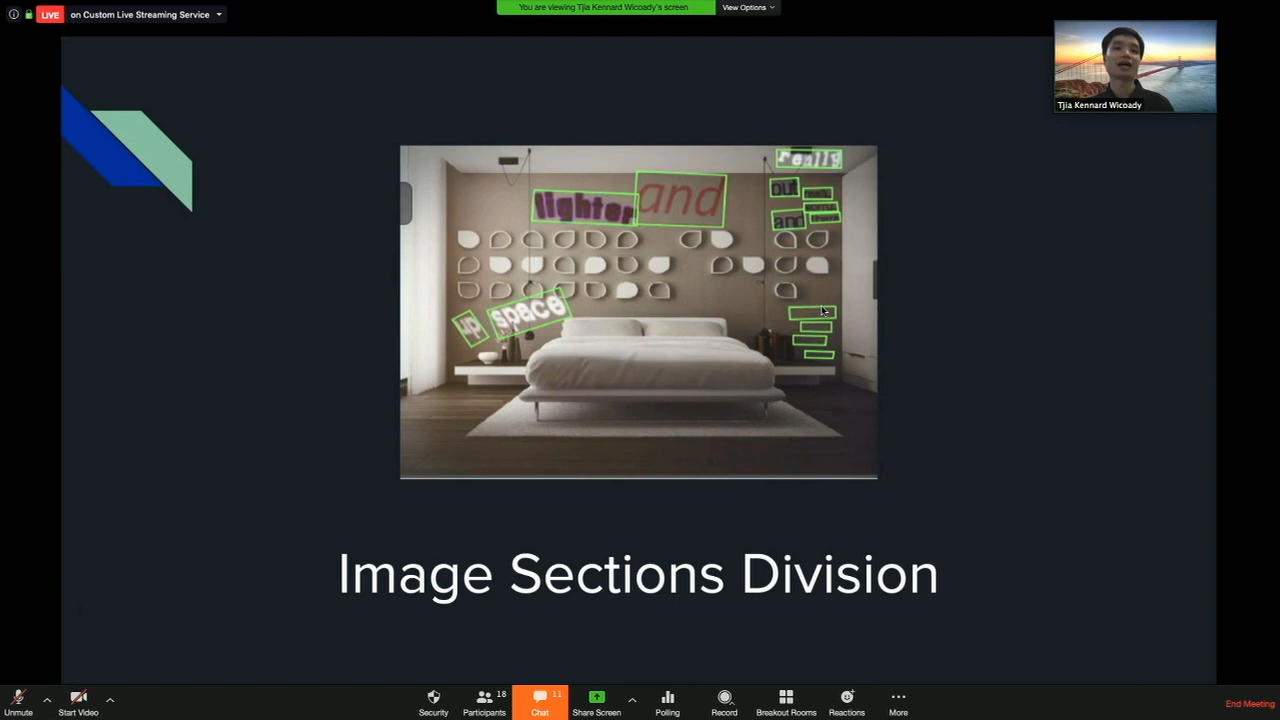 LIVE on Custom Live Streaming Service
You are viewing Tjia Kennard Wicoady's screen
View Options
Tjia Kennard Wicoady
really
lighter and
out
and
up space
Image Sections Division
Unmute
Start Video
Security
Participants 18
Chat 11
Share Screen
Polling
Record
Breakout Rooms
Reactions
More
End Meeting